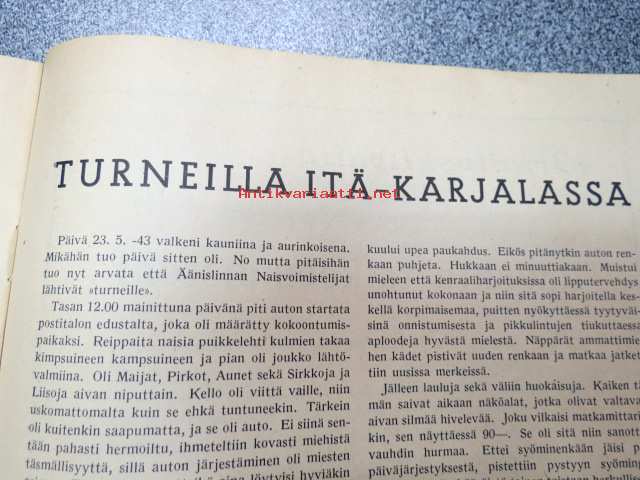 TURNEILLA ITÄ-KARJALASSA
Antikvariantti.net
Päivä 23. 5. -43 valkeni kauniina ja aurinkoisena.
Mikähän tuo päivä sitten oli. No mutta pitäisihän
tuo nyt arvata että Äänislinnan Naisvoimistelijat
lähtivät »turneille».
Tasan 12.00 mainittuna päivänä piti auton startata
postitalon edustalta, joka oli määrätty kokoontumis-
paikaksi. Reippaita naisia puikkelehti kulmien takaa
kimpsuineen kampsuineen ja pian oli joukko lähtö-
valmiina. Oli Maijat, Pirkot, Aunet sekä Sirkkoja ja
Liisoja aivan niputtain. Kello oli viittä vaille, niin
uskomattomalta kuin se ehkä tuntuneekin. Tärkein
oli kuitenkin saapumatta, ja se oli auto. Ei siinä sen-
tään pahasti hermoiltu, ihmeteltiin kovasti miehistä
täsmällisyyttä, sillä auton järjestäminen oli miesten
löytyisi hyviäkin
kuului upea paukahdus. Eikös pitänytkin auton ren-
kaan puhjeta. Hukkaan ei minuuttiakaan. Muistui
mieleen että kenraaliharjoituksissa oli lipputervehdys
unohtunut kokonaan ja niin sitä sopi harjoitella keske
kellä korpimaisemaa, puitten nyökyttäessä tyytyväi-
sinä onnistumisesta ja pikkulintujen tiukuttaessa
aploodeja hyvästä mielestä. Näppärät ammattimie-
hen kädet pistivät uuden renkaan ja matkaa jatket
tiin uusissa merkeissä.
Jälleen lauluja sekä väliin huokaisuja. Kaiken tä
män saivat aikaan näköalat, jotka olivat valtava
aivan silmää hivelevää. Joku vilkaisi matkamittar
kin, sen näyttäessä 90—. Se oli sitä niin sanott
vauhdin hurmaa. Ettei syöminenkään jäisi p
päiväjärjestyksestä, pistettiin pystyyn syöming